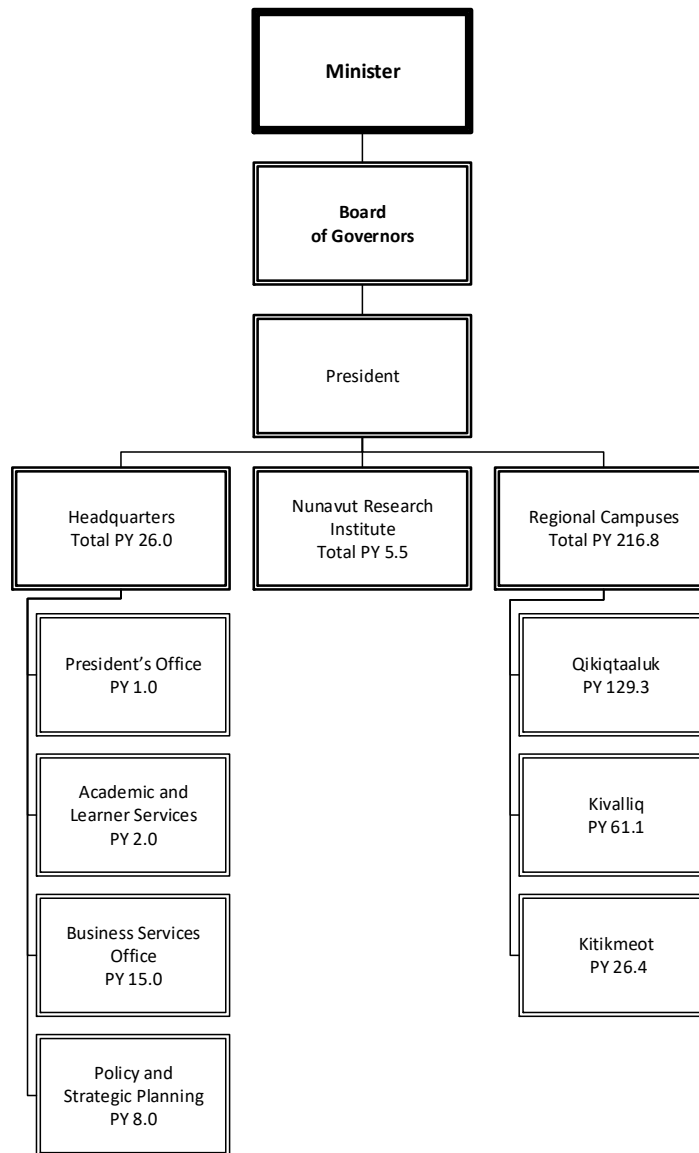 Minister
Board
of Governors
President
Headquarters
Total PY 26.0
Nunavut Research
Institute
Total PY 5.5
Regional Campuses
Total PY 216.8
President’s Office
PY 1.0
Academic and
Learner Services
PY 2.0
Business Services
Office
PY 15.0
Policy and
Strategic Planning
PY 8.0
Qikiqtaaluk
PY 129.3
Kivalliq
PY 61.1
Kitikmeot
PY 26.4